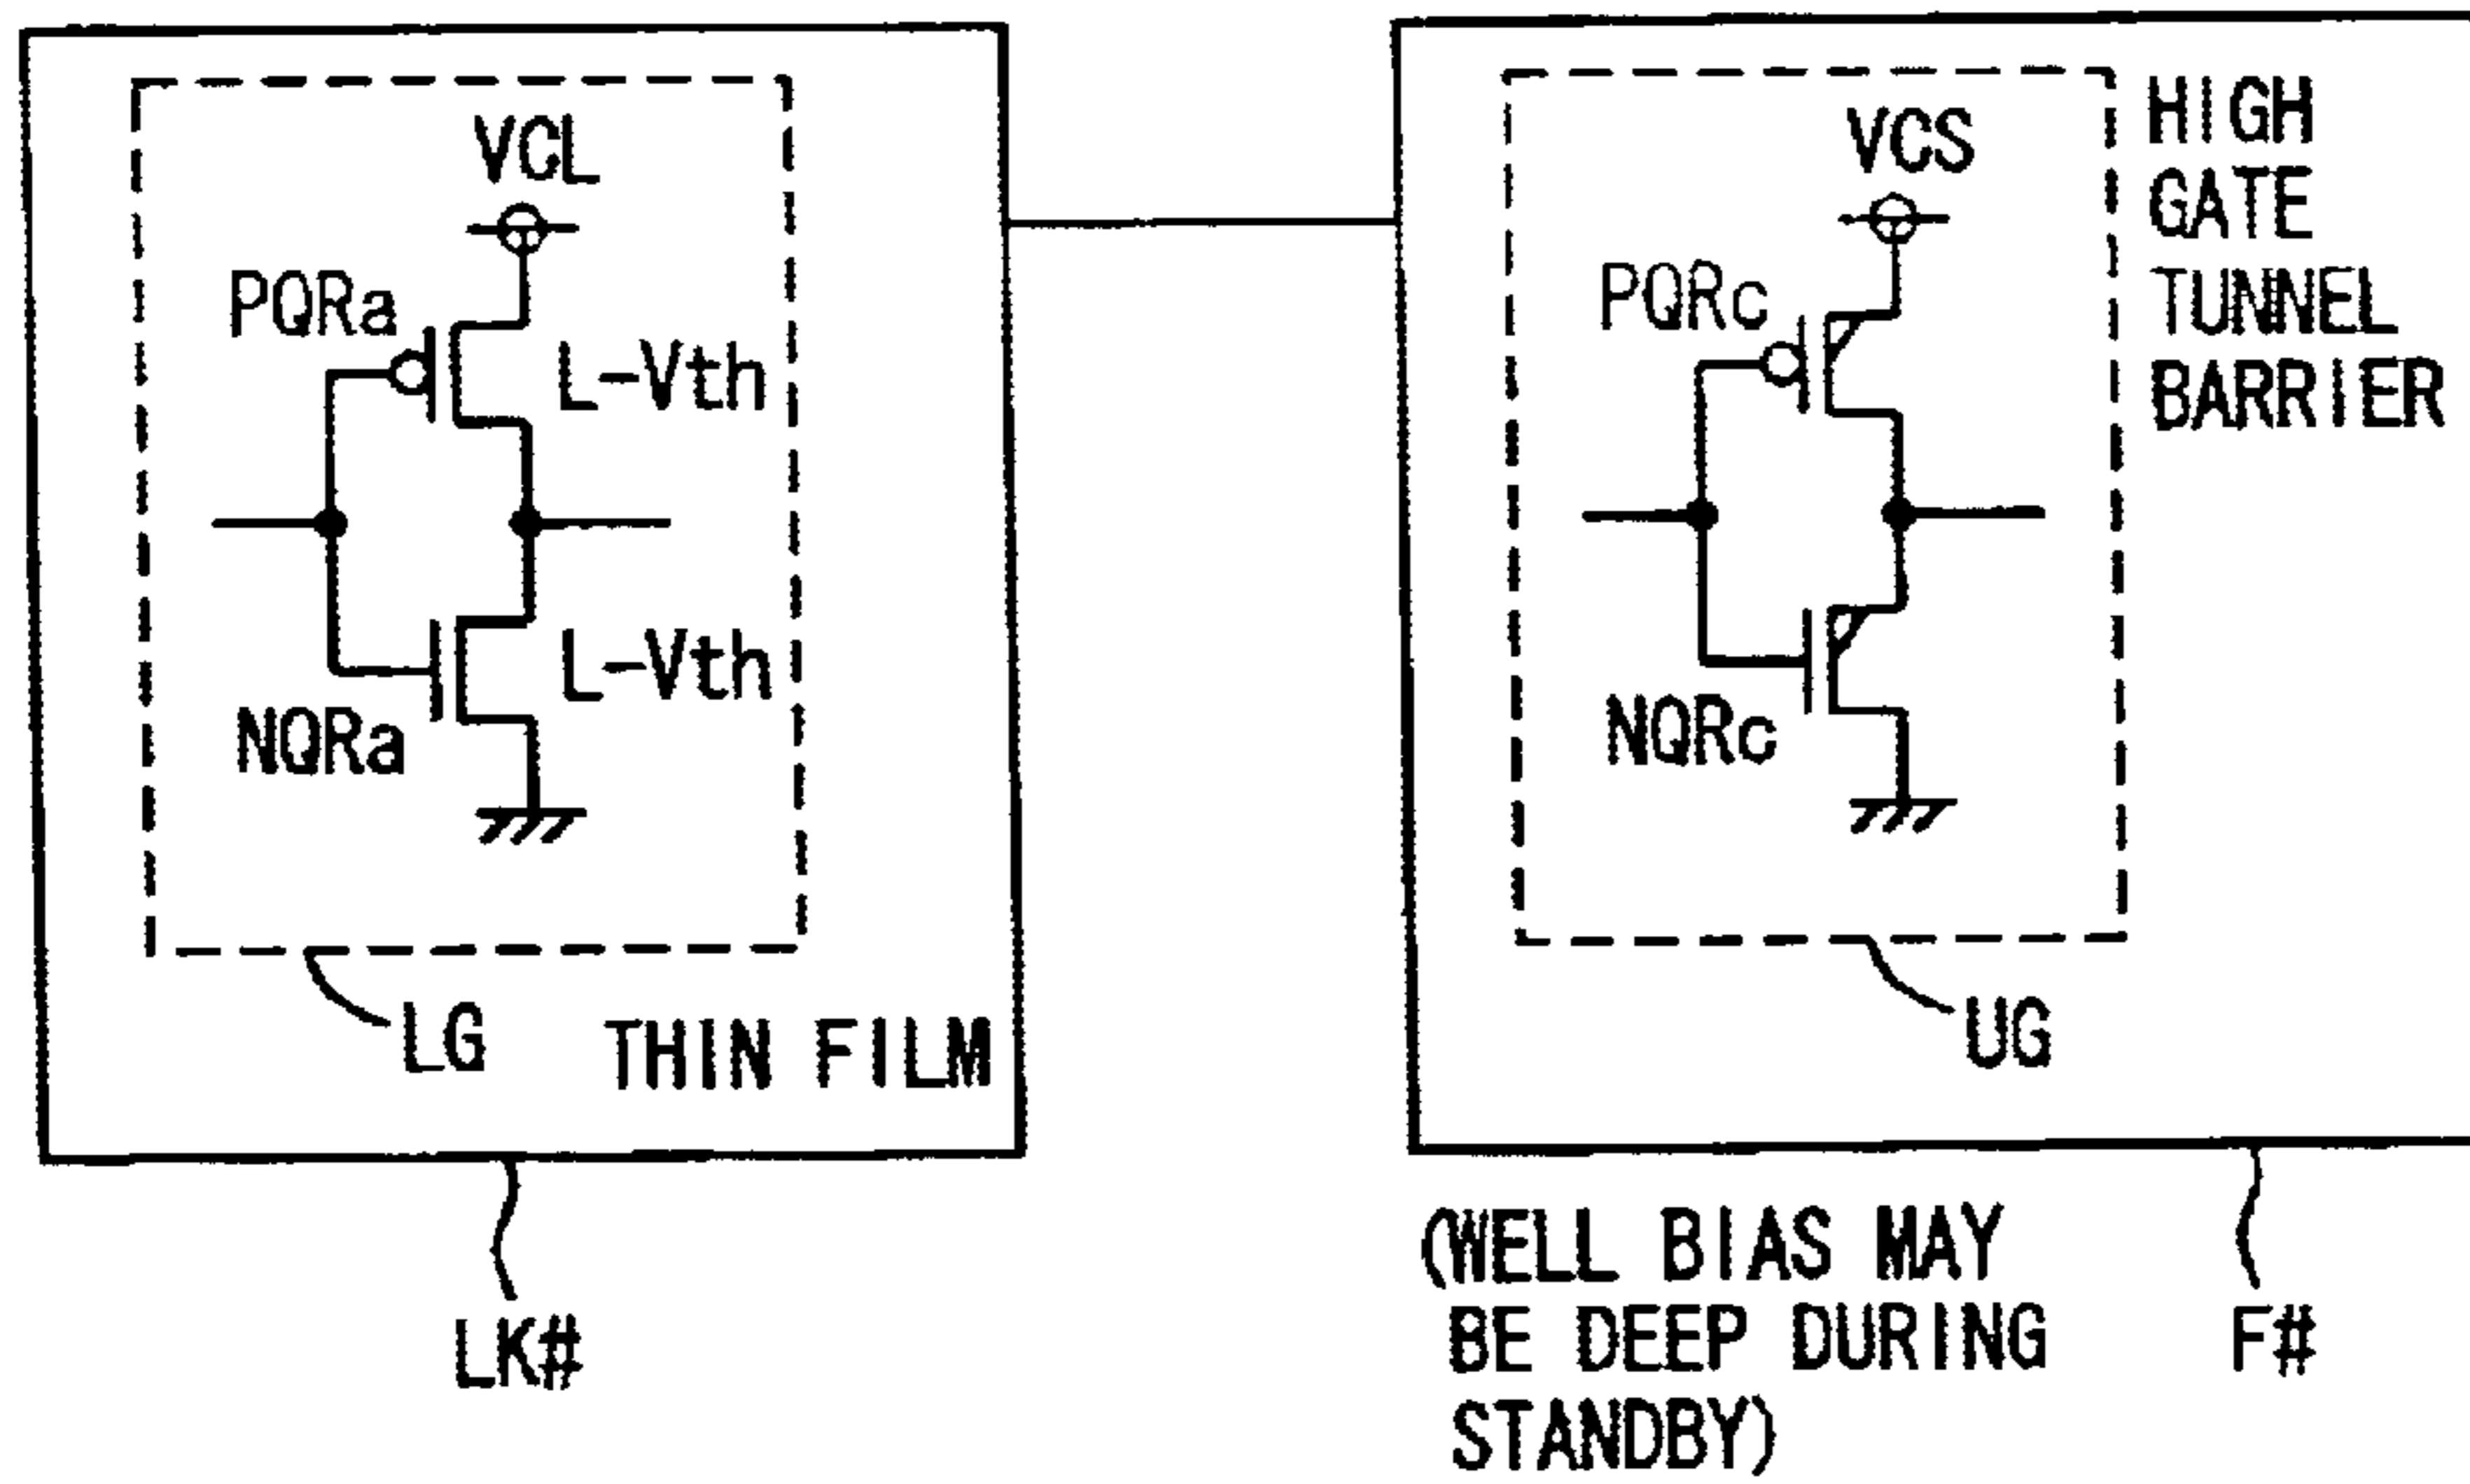 VCL
PQRa
L-Vth
L-Vth
NQRa
LG
THIN FILM
LK#
VCS
PQRc
NQRc
HIGH
GATE
TUNNEL
BARRIER
UG
(WELL BIAS MAY
BE DEEP DURING
STANDBY)
F#